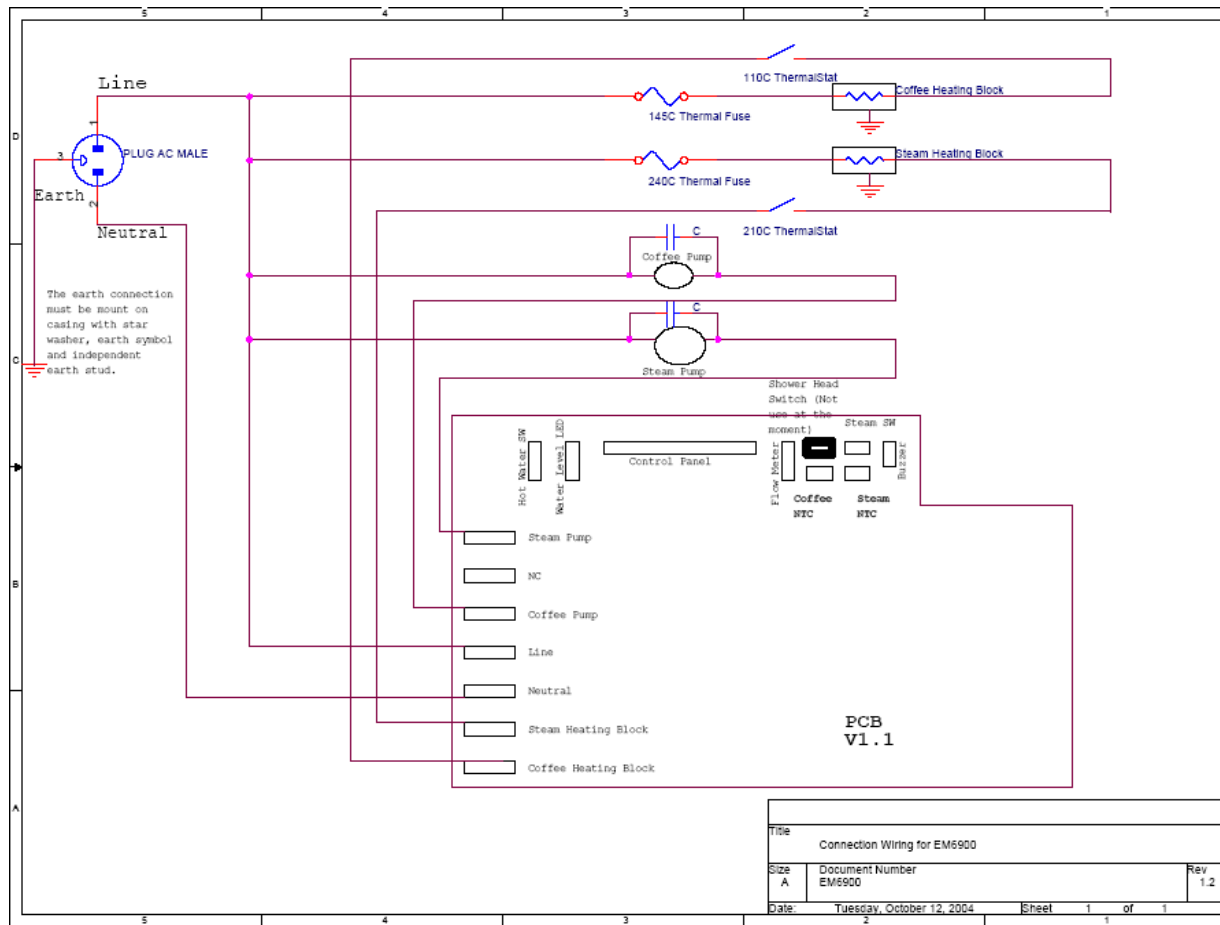 5 4 3 2 1
Line
110C ThermalStat
Coffee Heating Block
145C Thermal Fuse
D
1
3
PLUG AC MALE
Steam Heating Block
240C Thermal Fuse
Earth
2
Neutral
210C ThermalStat
C
Coffee Pump
The earth connection
must be mount on
casing with star
washer, earth symbol
and independent
earth stud.
C
C
Steam Pump
Shower Head
Switch (Not
use at the
moment)
Steam SW
Hot Water SW
Water Level LED
Control Panel
Flow Meter
Buzzer
Coffee
NTC
Steam
NTC
Steam Pump
NC
B
Coffee Pump
Line
Neutral
Steam Heating Block
Coffee Heating Block
PCB
V1.1
A
Title
Connection Wiring for EM6900
Size
A
Document Number
EM6900
Rev
1.2
Date: Tuesday, October 12, 2004 Sheet 1 of 1
5 4 3 2 1